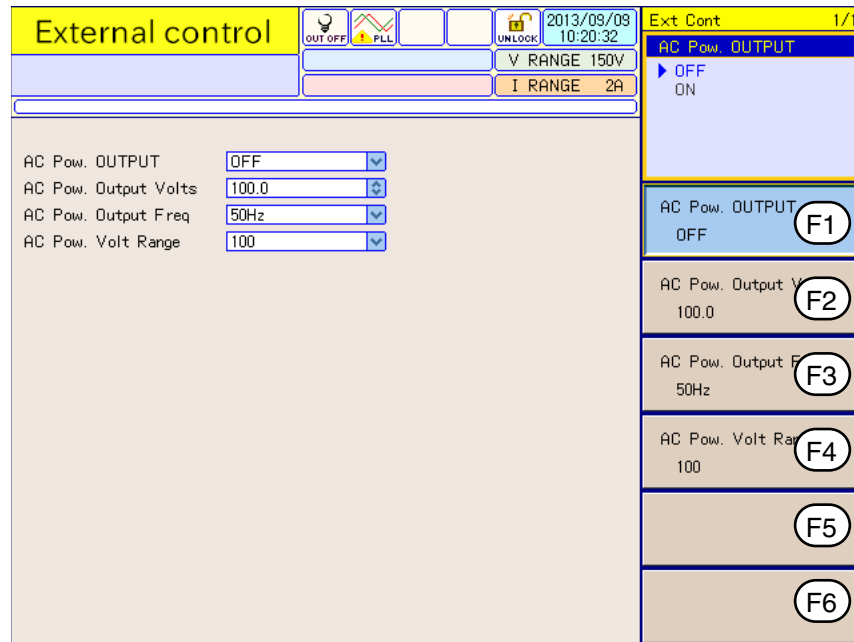 External control
OUT OFF
! PLL
UNLOCK
2013/09/09
10:20:32
V RANGE 150V
I RANGE 2A
AC Pow. OUTPUT OFF
AC Pow. Output Volts 100.0
AC Pow. Output Freq 50Hz
AC Pow. Volt Range 100
Ext Cont 1/1
AC Pow. OUTPUT
OFF
ON
AC Pow. OUTPUT
OFF
F1
AC Pow. Output
100.0
F2
AC Pow. Output
50Hz
F3
AC Pow. Volt
100
F4
F5
F6